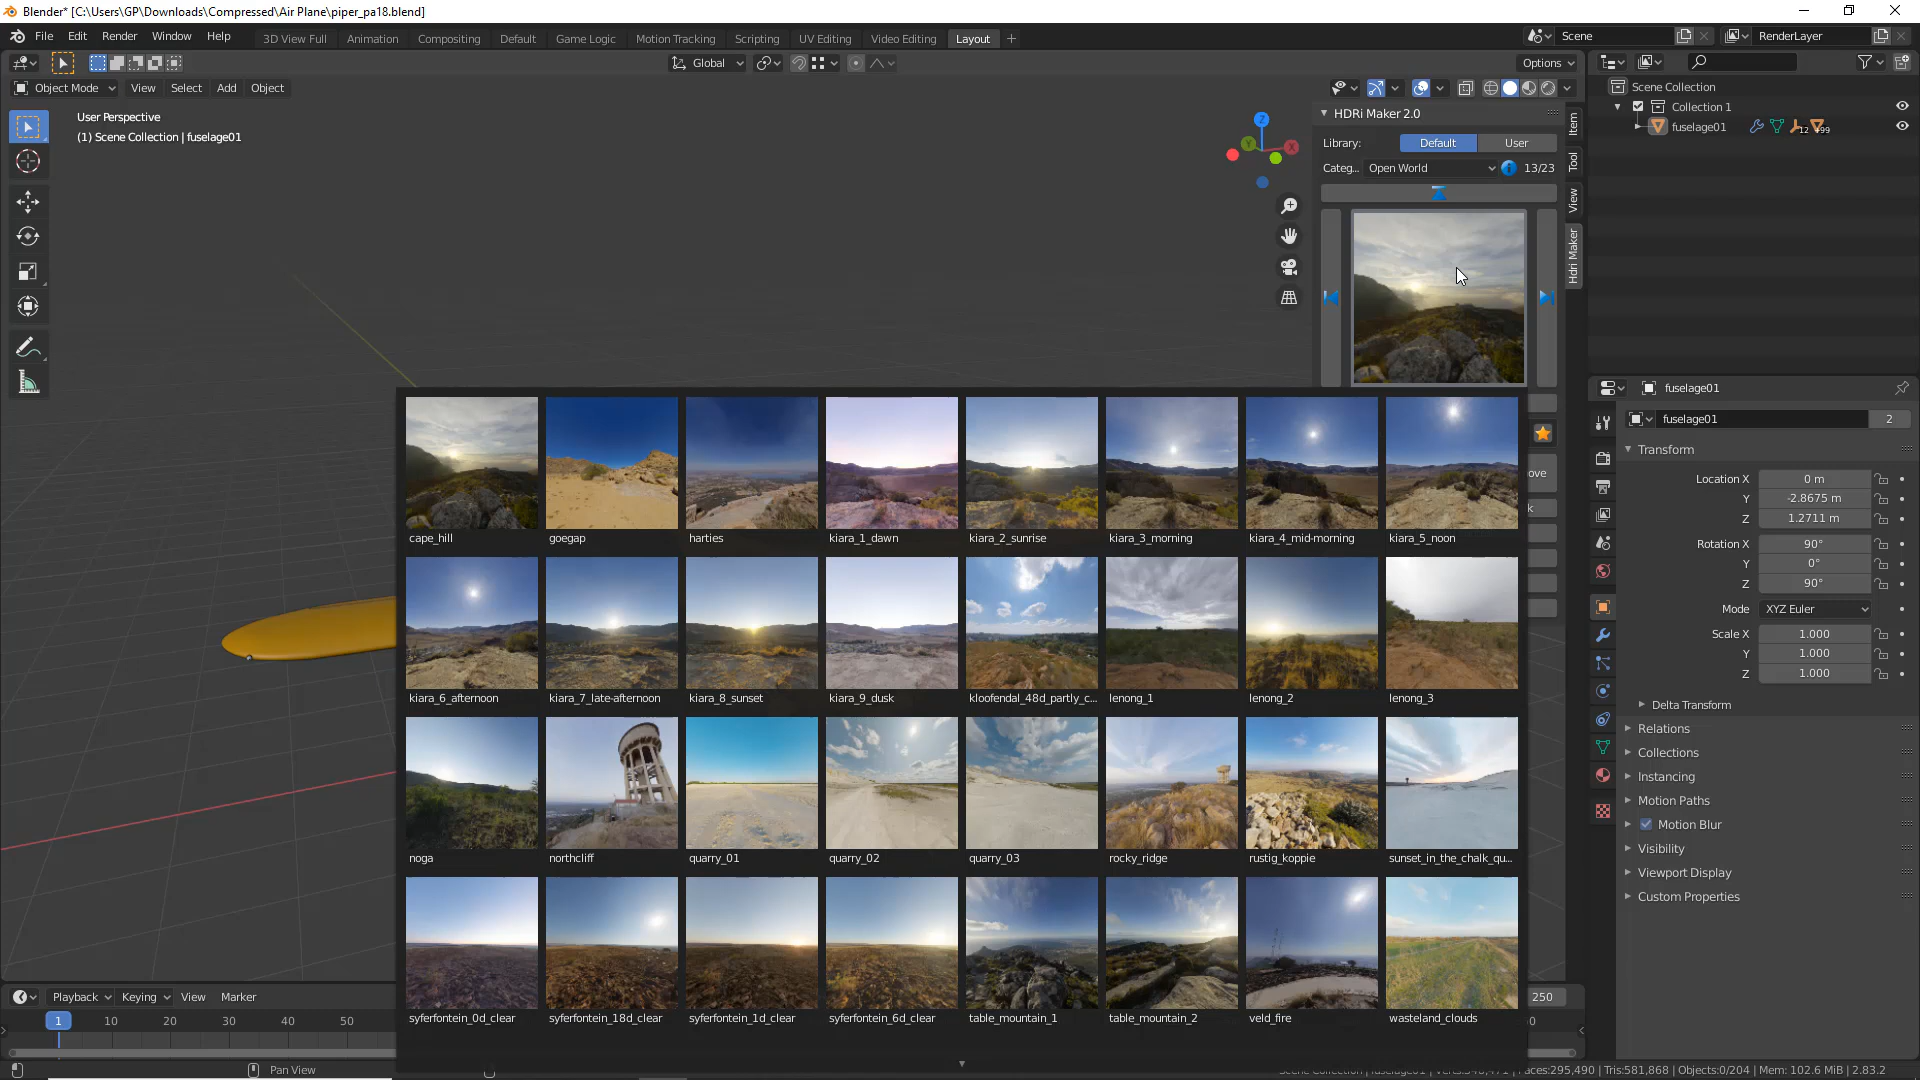 Blender* [C:\Users\GP\Downloads\Compressed\Air Plane\piper_pa18.blend]
File Edit Render Window Help 3D View Full Animation Compositing Default Game Logic Motion Tracking Scripting UV Editing Video Editing Layout Scene RenderLayer
Global Options
Object Mode View Select Add Object
User Perspective
(1) Scene Collection | fuselage01
HDRi Maker 2.0
Library: Default User
Categ... Open World 13/23
Item
Tool
View
Hdri Maker
ove
k
Scene Collection
Collection 1
fuselage01 12 +99
fuselage01
fuselage01 2
Transform
Location X 0 m
Y -2.8675 m
Z 1.2711 m
Rotation X 90°
Y 0°
Z 90°
Mode XYZ Euler
Scale X 1.000
Y 1.000
Z 1.000
Delta Transform
Relations
Collections
Instancing
Motion Paths
Motion Blur
Visibility
Viewport Display
Custom Properties
cape_hill goegap harties kiara_1_dawn kiara_2_sunrise kiara_3_morning kiara_4_mid-morning kiara_5_noon
kiara_6_afternoon kiara_7_late-afternoon kiara_8_sunset kiara_9_dusk kloofendal_48d_partly_c... lenong_1 lenong_2 lenong_3
noga northcliff quarry_01 quarry_02 quarry_03 rocky_ridge rustig_koppie sunset_in_the_chalk_qu...
syferfontein_0d_clear syferfontein_18d_clear syferfontein_1d_clear syferfontein_6d_clear table_mountain_1 table_mountain_2 veld_fire wasteland_clouds
Playback Keying View Marker 250
1 10 20 30 40 50 0
Pan View
Faces:295,490 | Tris:581,868 | Objects:0/204 | Mem: 102.6 MiB | 2.83.2